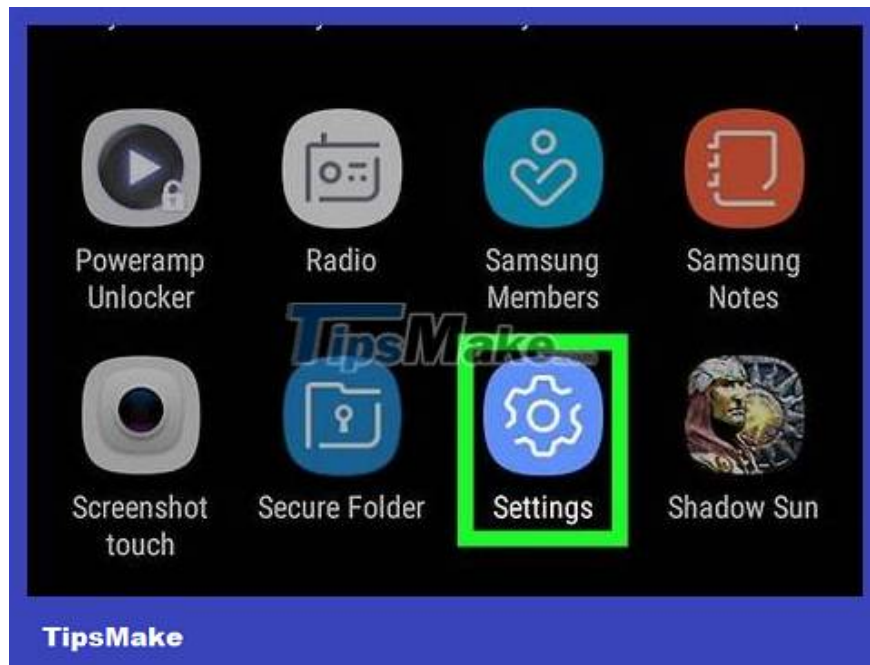 Poweramp
Unlocker
Radio
Samsung
Members
Samsung
Notes
TipsMake
Screenshot
touch
Secure Folder
Settings
Shadow Sun
TipsMake